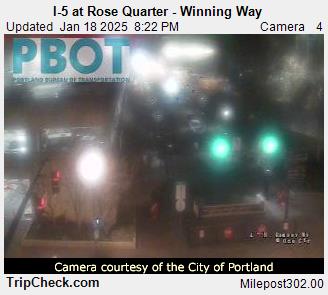 I-5 at Rose Quarter - Winning Way
Updated Jan 18 2025 8:22 PM Camera 4
PBOT
PORTLAND BUREAU OF TRANSPORTATION
Camera courtesy of the City of Portland
TripCheck.com Milepost302.00